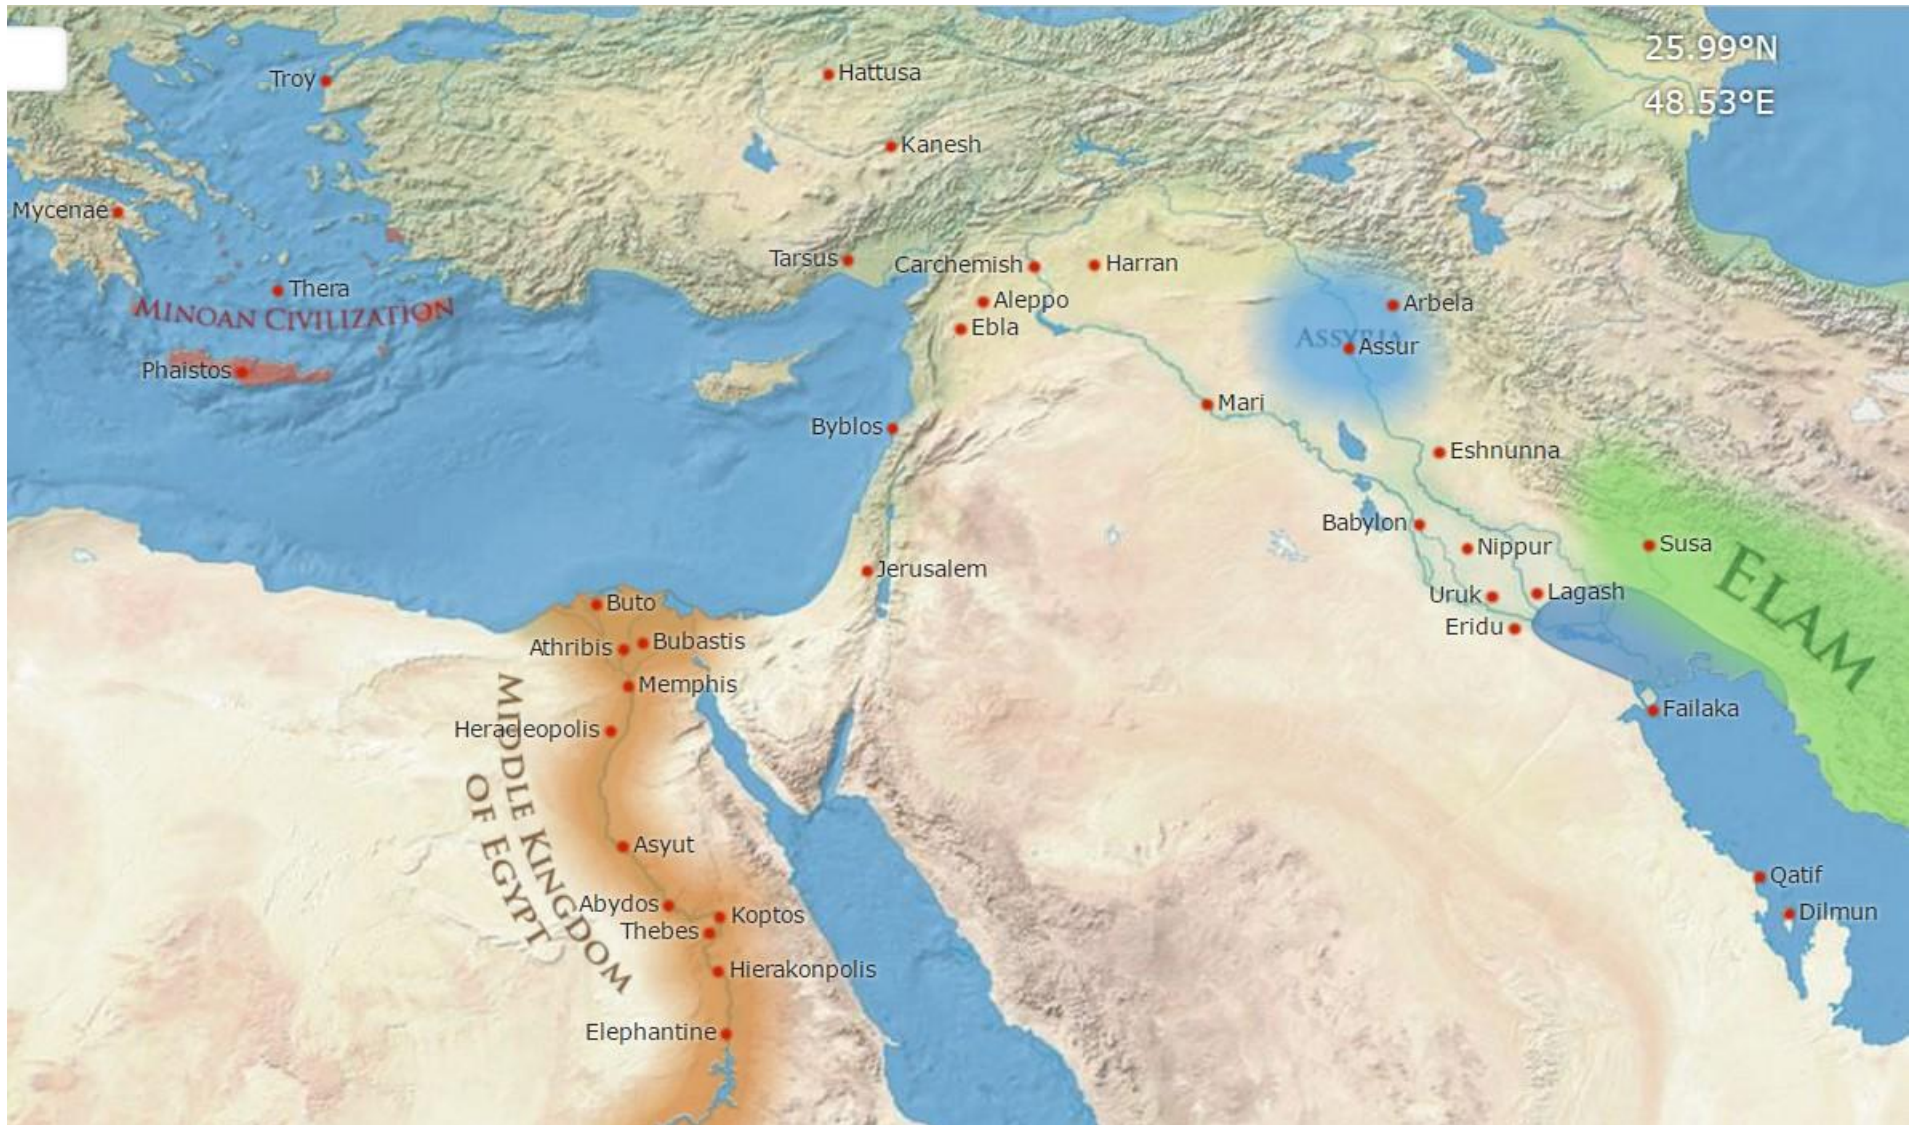 25.99°N
48.53°E
Troy
Hattusa
Kanesh
Mycenae
Tarsus
Carchemish
Harran
Thera
Aleppo
Arbela
MINOAN CIVILIZATION
Ebla
ASSYRIA
Assur
Phaistos
Mari
Byblos
Eshnunna
Babylon
Nippur
Susa
ELAM
Jerusalem
Uruk
Lagash
Buto
Eridu
Athribis
Bubastis
Memphis
Failaka
Heracleopolis
MIDDLE KINGDOM
OF EGYPT
Asyut
Qatif
Abydos
Koptos
Dilmun
Thebes
Hierakonpolis
Elephantine